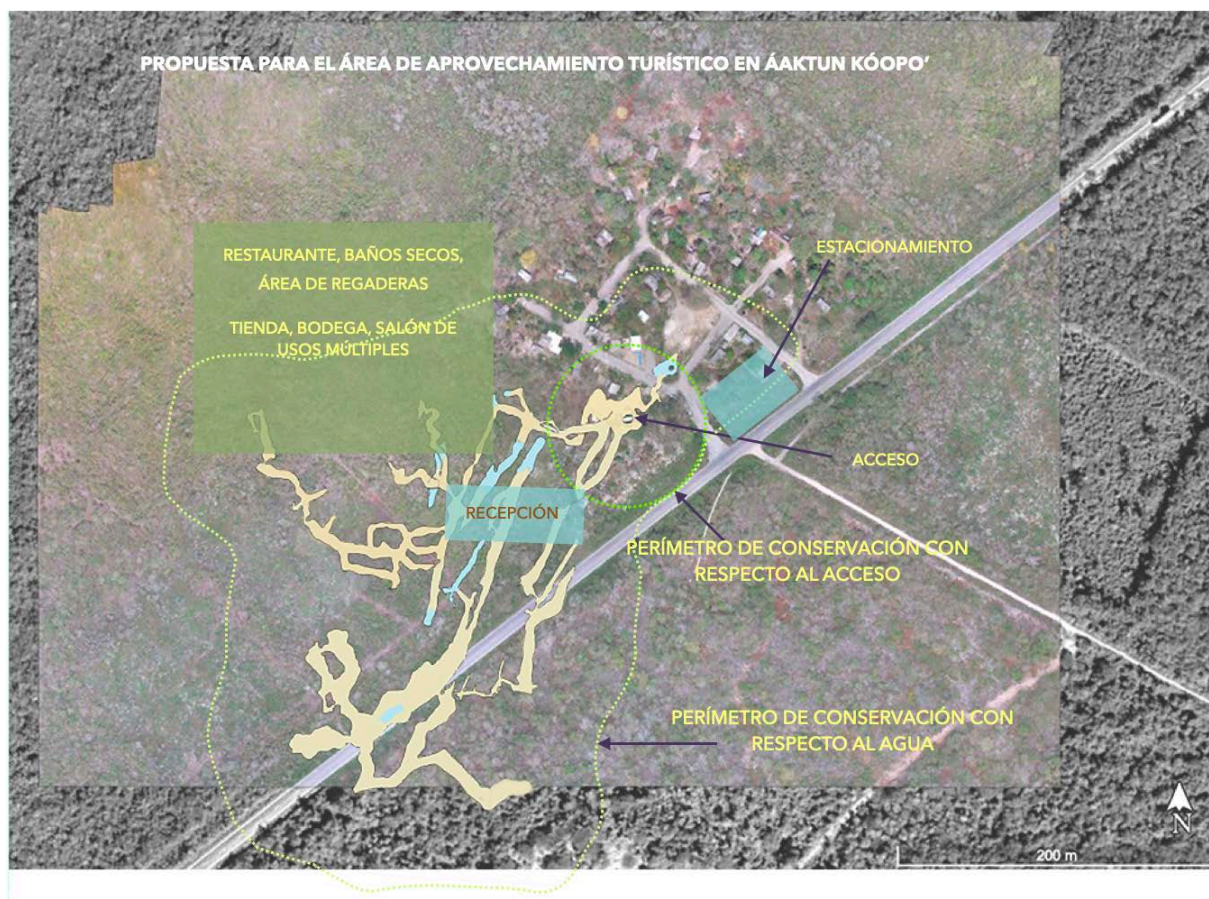 PROPUESTA PARA EL ÁREA DE APROVECHAMIENTO TURÍSTICO EN ÁAKTUN KÓOPO’
RESTAURANTE, BAÑOS SECOS,
ÁREA DE REGADERAS
TIENDA, BODEGA, SALÓN DE
USOS MÚLTIPLES
ESTACIONAMIENTO
ACCESO
RECEPCIÓN
PERÍMETRO DE CONSERVACIÓN CON
RESPECTO AL ACCESO
PERÍMETRO DE CONSERVACIÓN CON
RESPECTO AL AGUA
N
200 m